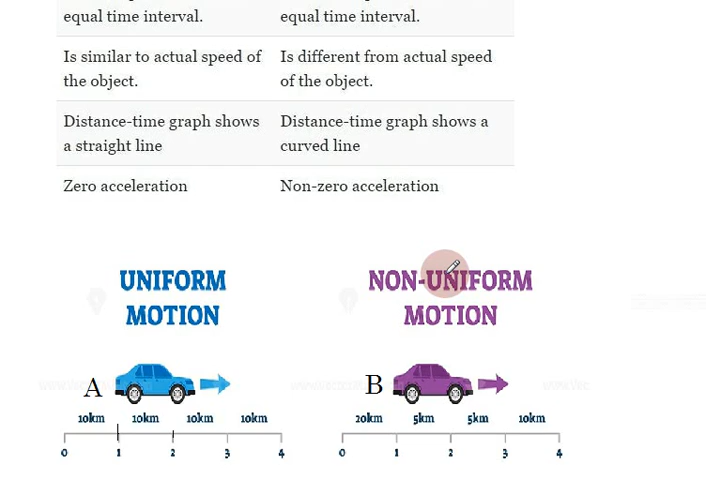 equal time interval.
equal time interval.
Is similar to actual speed of
the object.
Is different from actual speed
of the object.
Distance-time graph shows
a straight line
Distance-time graph shows a
curved line
Zero acceleration
Non-zero acceleration
UNIFORM
MOTION
NON-UNIFORM
MOTION
A
B
10km 10km 10km 10km
0 1 2 3 4
20km 5km 5km 10km
0 1 2 3 4